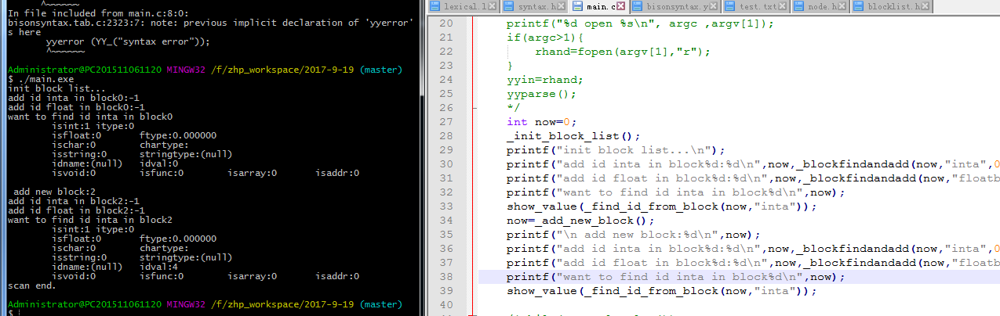 ^~~~~~~
In file included from main.c:8:0:
bisonsyntax.tab.c:2323:7: note: previous implicit declaration of 'yyerror'
s here
yyerror (YY_("syntax error"));
^~~~~~~
Administrator@PC201511061120 MINGW32 /f/zhp_workspace/2017-9-19 (master)
$ ./main.exe
init block list...
add id inta in block0:-1
add id float in block0:-1
want to find id inta in block0
isint:1 itype:0
isfloat:0 ftype:0.000000
ischar:0 chartype:
isstring:0 stringtype:(null)
idname:(null) idval:0
isvoid:0 isfunc:0 isarray:0 isaddr:0
add new block:2
add id inta in block2:-1
add id float in block2:-1
want to find id inta in block2
isint:1 itype:0
isfloat:0 ftype:0.000000
ischar:0 chartype:
isstring:0 stringtype:(null)
idname:(null) idval:4
isvoid:0 isfunc:0 isarray:0 isaddr:0
scan end.
Administrator@PC201511061120 MINGW32 /f/zhp_workspace/2017-9-19 (master)
$
lexical.l syntax.h main.c bisonsyntax.y test.txt node.h blocklist.h
20 printf("%d open %s\n", argc ,argv[1]);
21 if(argc>1){
22 rhand=fopen(argv[1],"r");
23 }
24 yyin=rhand;
25 yyparse();
26 */
27 int now=0;
28 _init_block_list();
29 printf("init block list...\n");
30 printf("add id inta in block%d:%d\n",now,_blockfindandadd(now,"inta",0
31 printf("add id float in block%d:%d\n",now,_blockfindandadd(now,"floatb
32 printf("want to find id inta in block%d\n",now);
33 show_value(_find_id_from_block(now,"inta"));
34 now=_add_new_block();
35 printf("\n add new block:%d\n",now);
36 printf("add id inta in block%d:%d\n",now,_blockfindandadd(now,"inta",0
37 printf("add id float in block%d:%d\n",now,_blockfindandadd(now,"floatb
38 printf("want to find id inta in block%d\n",now);
39 show_value(_find_id_from_block(now,"inta"));
40